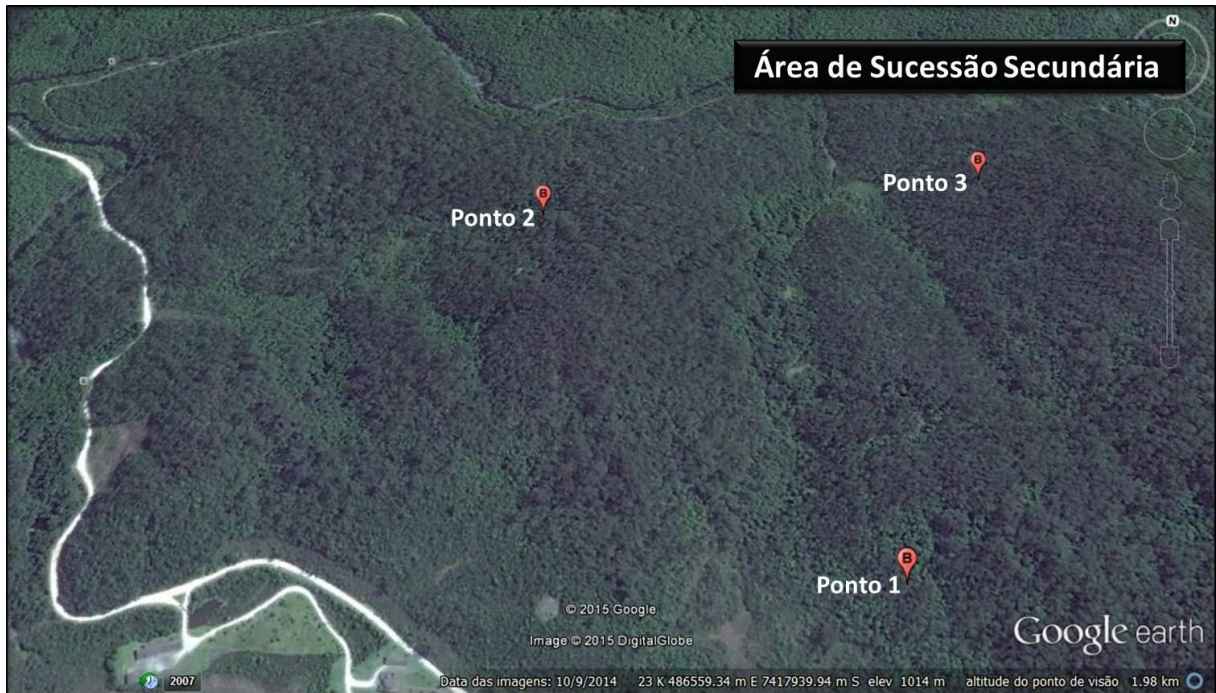 N
Área de Sucessão Secundária
B
Ponto 3
B
Ponto 2
B
Ponto 1
© 2015 Google
Image © 2015 DigitalGlobe
Google earth
2007
Data das imagens: 10/9/2014 23 K 486559.34 m E 7417939.94 m S elev 1014 m altitude do ponto de visão 1.98 km